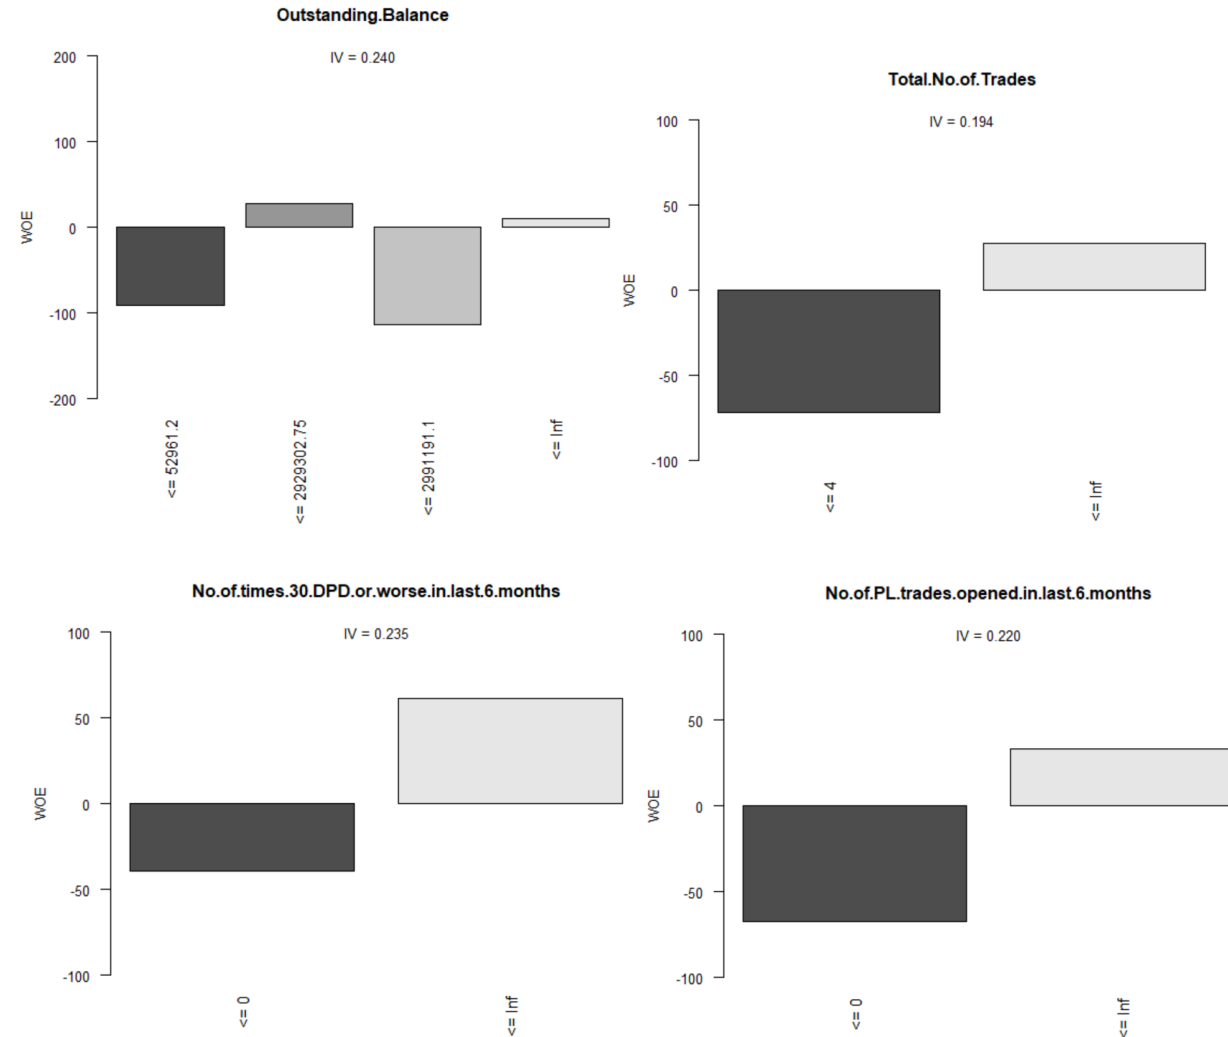 Outstanding.Balance
IV = 0.240
200
100
0
-100
-200
WOE
<= 52961.2
<= 2929302.75
<= 2991191.1
<= Inf
Total.No.of.Trades
IV = 0.194
100
50
0
-50
-100
WOE
<= 4
<= Inf
No.of.times.30.DPD.or.worse.in.last.6.months
IV = 0.235
100
50
0
-50
-100
WOE
<= 0
<= Inf
No.of.PL.trades.opened.in.last.6.months
IV = 0.220
100
50
0
-50
-100
WOE
<= 0
<= Inf